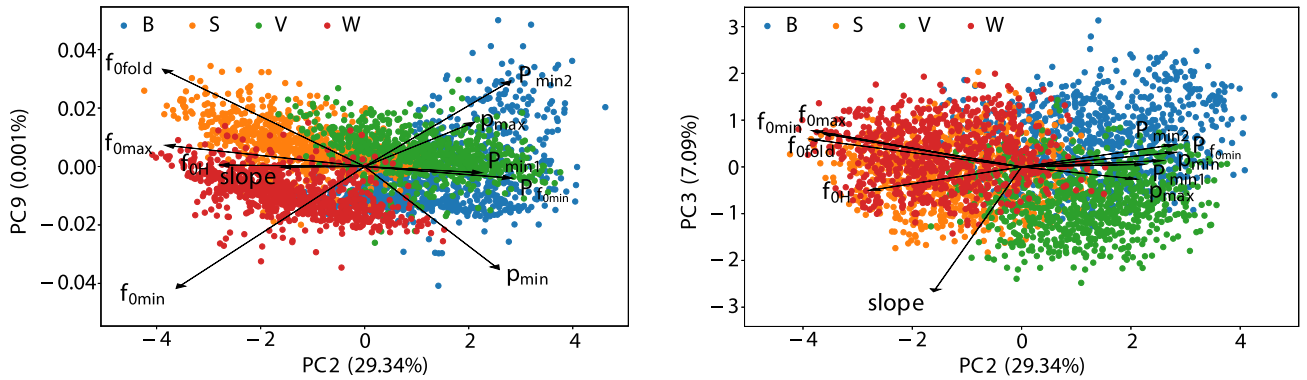 B S V W
0.04
0.02
0.00
−0.02
−0.04
PC9 (0.001%)
f0fold
f0max
f0H
slope
f0min
Pmin2
pmax
Pmin1
Pf0min
pmin
−4 −2 0 2 4
PC2 (29.34%)
B S V W
3
2
1
0
−1
−2
−3
PC3 (7.09%)
f0max
f0min
f0fold
f0H
slope
Pmin2
Pf0min
pmin
Pmin1
pmax
−4 −2 0 2 4
PC2 (29.34%)